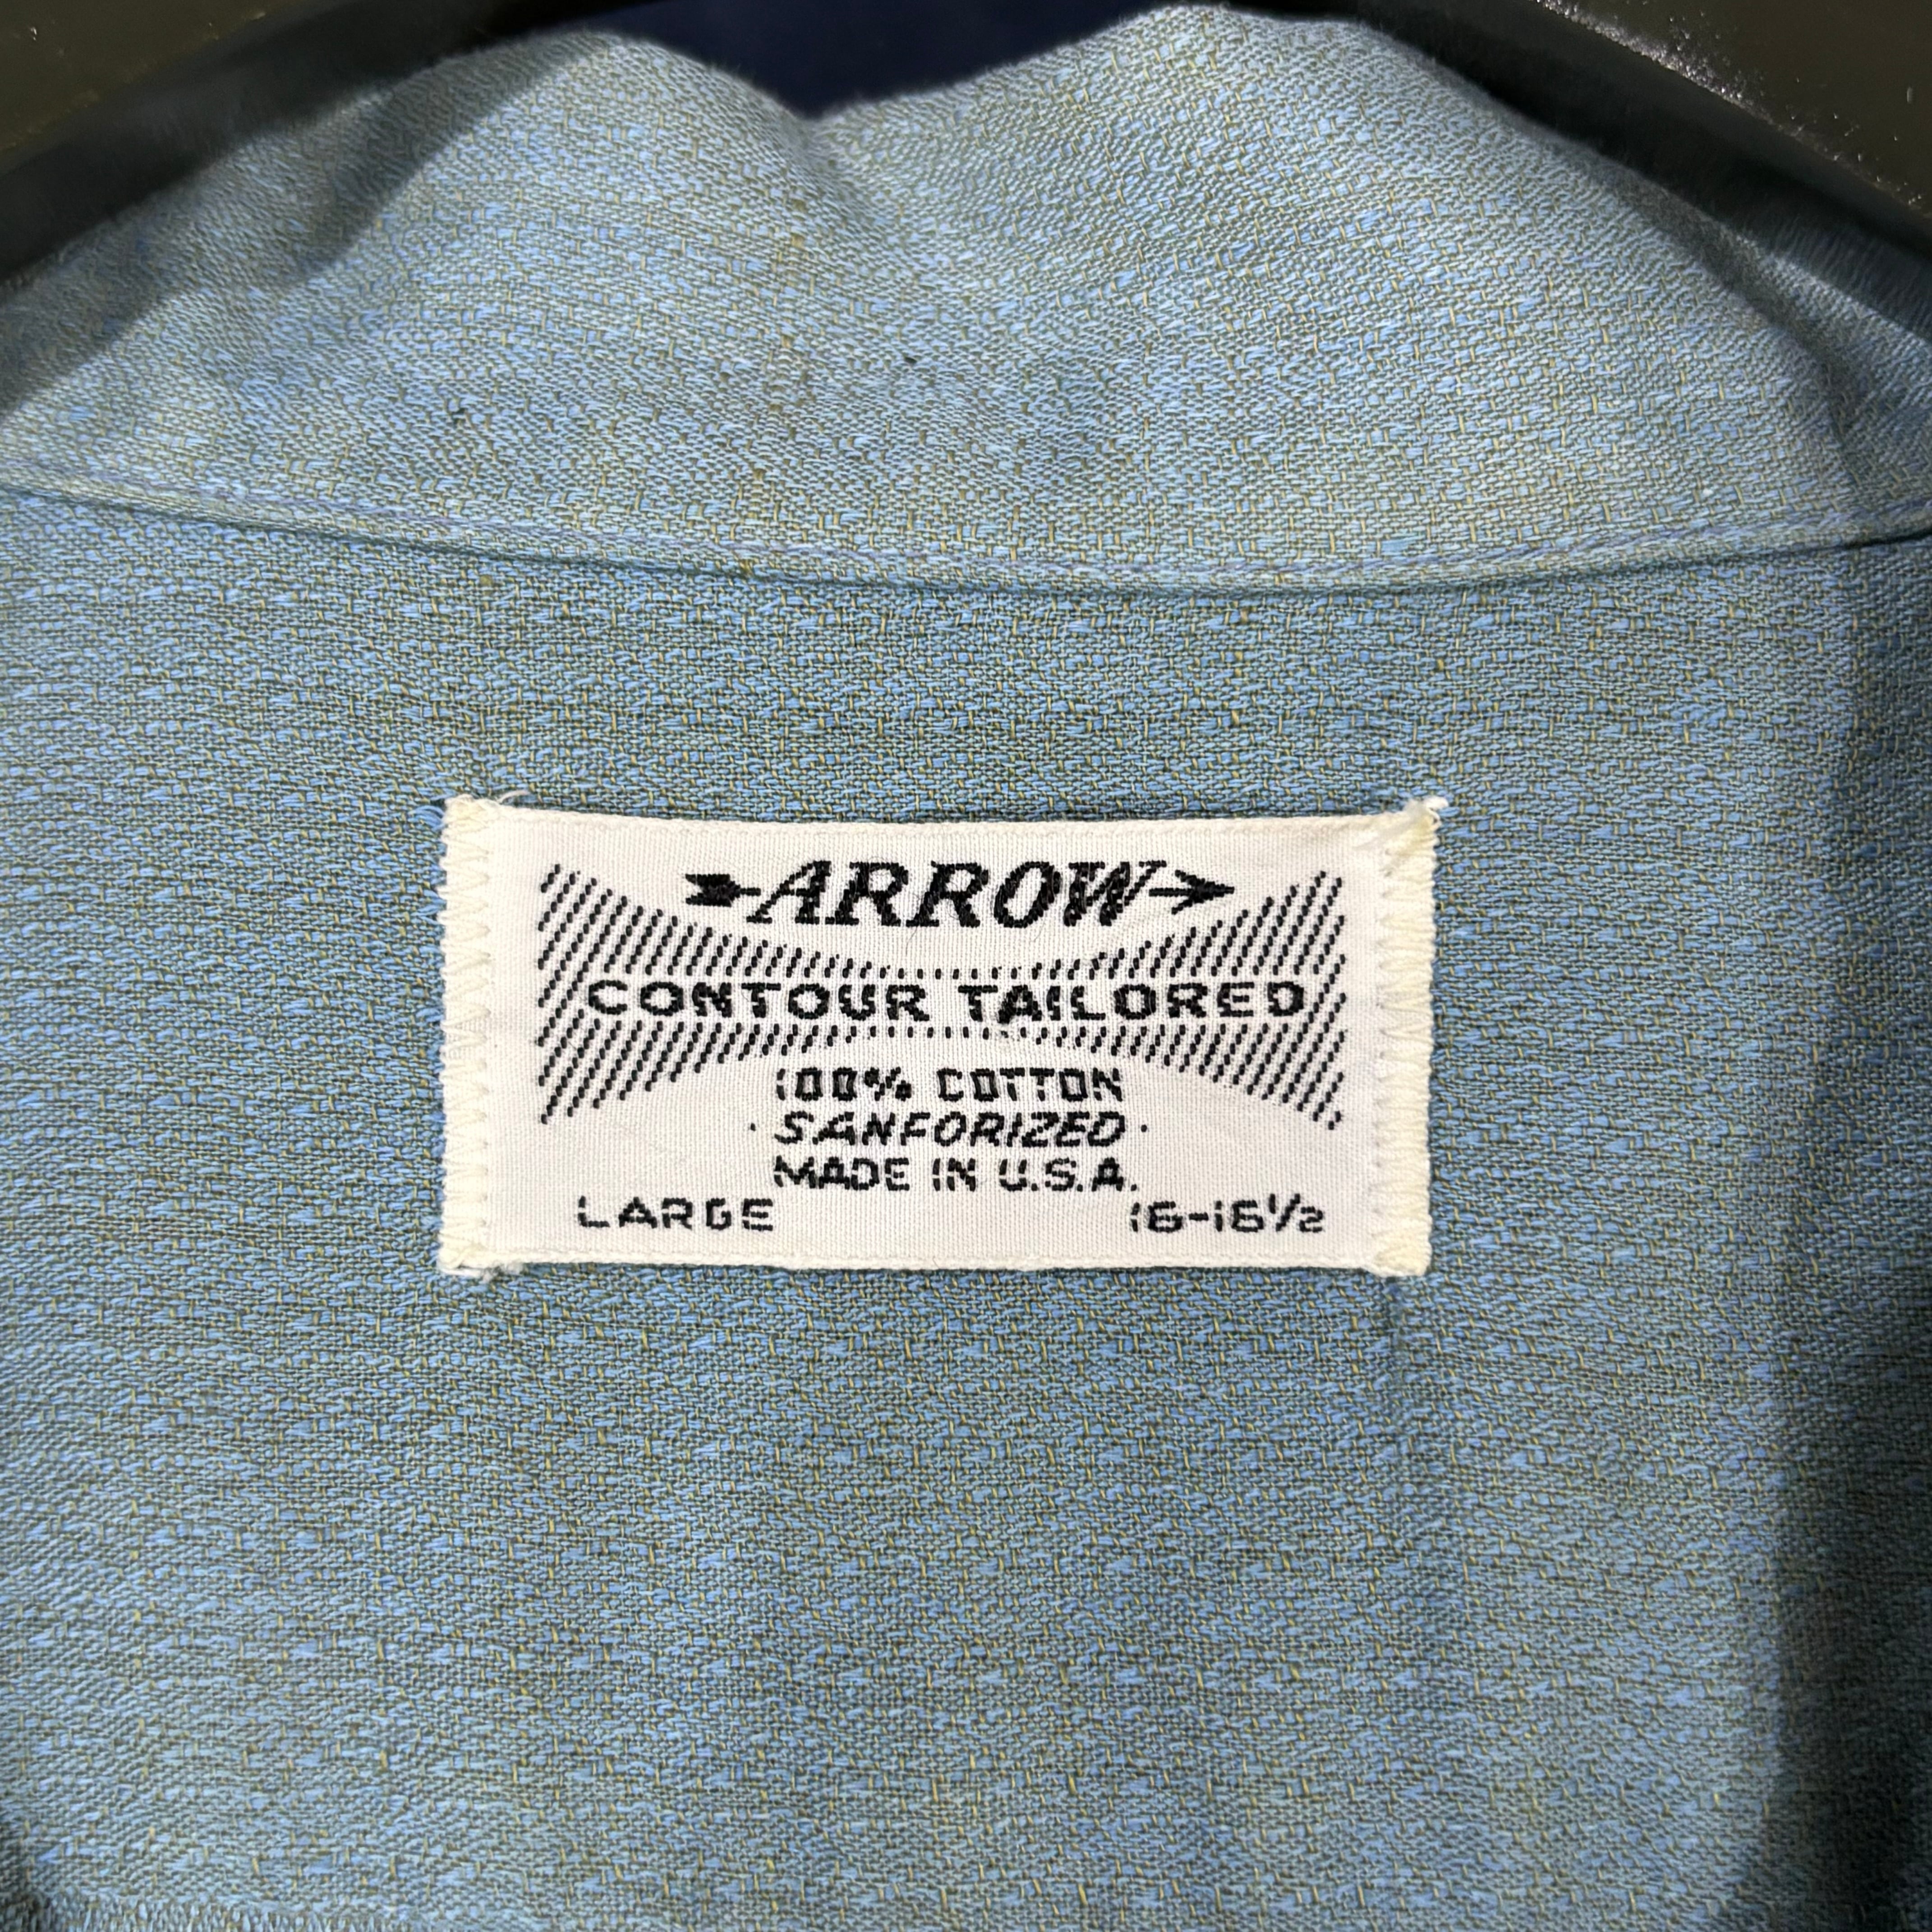 ARROW
CONTOUR TAILORED
100% COTTON
· SANFORIZED ·
MADE IN U.S.A.
LARGE 16-16½